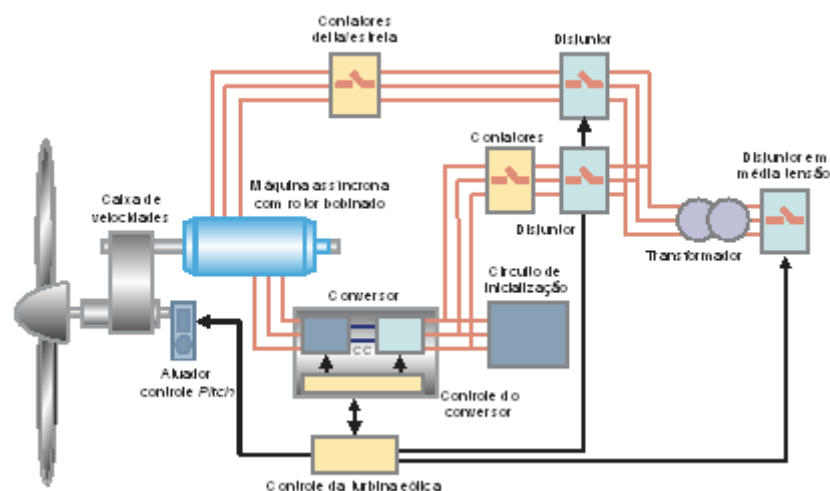 Contatores
delta/estrela
Disjuntor
Contatores
Disjuntor em
média tensão
Caixa de
velocidades
Máquina assíncrona
com rotor bobinado
Disjuntor
Transformador
Circuito de
inicialização
Conversor
CC
Atuador
controle Pitch
Controle do
conversor
Controle da turbina eólica